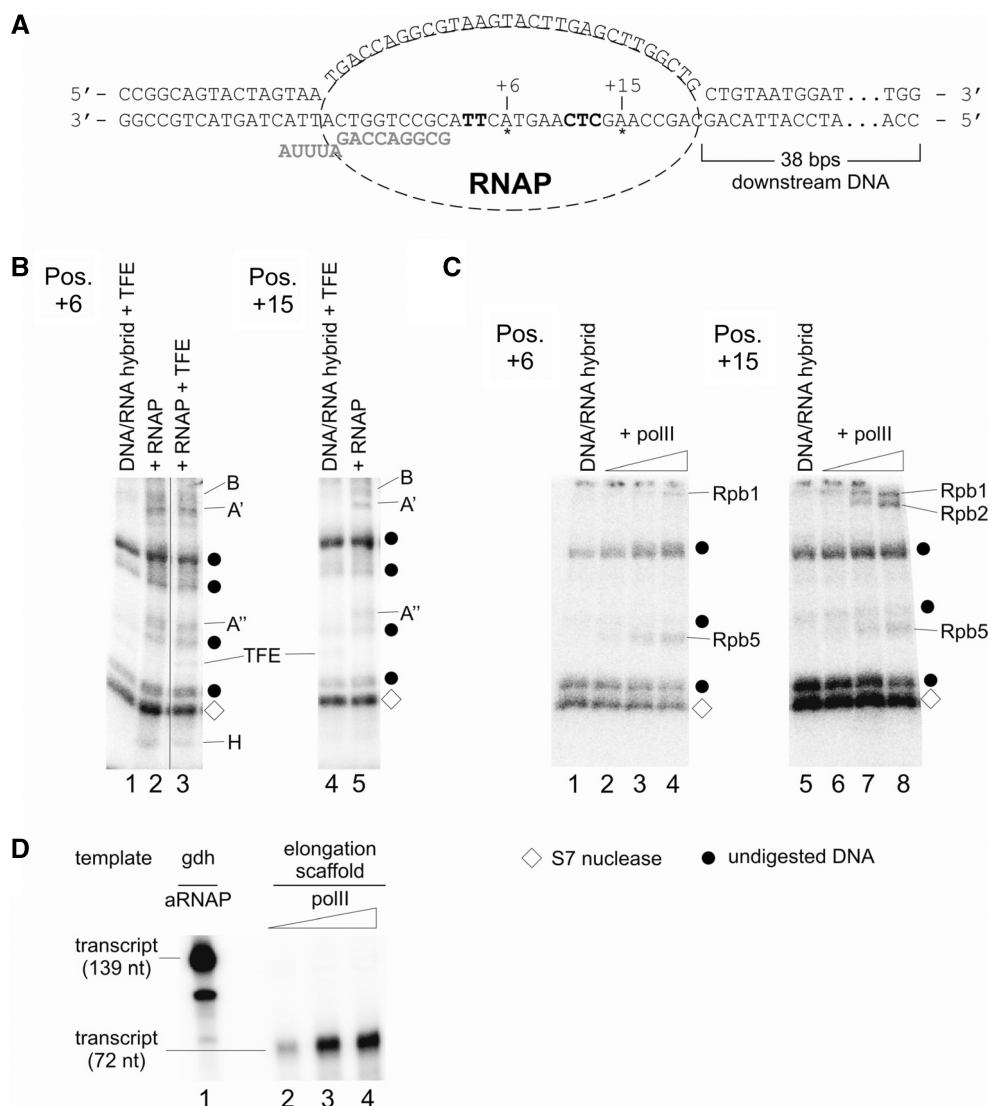 A
TGACCAGGCGTAAGTACTTGAGCTTGGCTG
+6 +15
5′- CCGGCAGTACTAGTAA CTGTAATGGAT...TGG - 3′
3′- GGCCGTCATGATCATTACTGGTCCGCATTCATGAACTCGAACCGACGACATTACCTA...ACC - 5′
* *
AUUUAGACCAGGCG
RNAP
38 bps
downstream DNA
B
Pos.
+6
DNA/RNA hybrid + TFE
+ RNAP
+ RNAP + TFE
B
A'
A''
TFE
H
1 2 3
Pos.
+15
DNA/RNA hybrid + TFE
+ RNAP
B
A'
A''
4 5
C
Pos.
+6
DNA/RNA hybrid
+ polII
Rpb1
Rpb5
1 2 3 4
Pos.
+15
DNA/RNA hybrid
+ polII
Rpb1
Rpb2
Rpb5
5 6 7 8
D
template gdh elongation
scaffold
aRNAP polII
transcript
(139 nt)
transcript
(72 nt)
1 2 3 4
◇ S7 nuclease ● undigested DNA